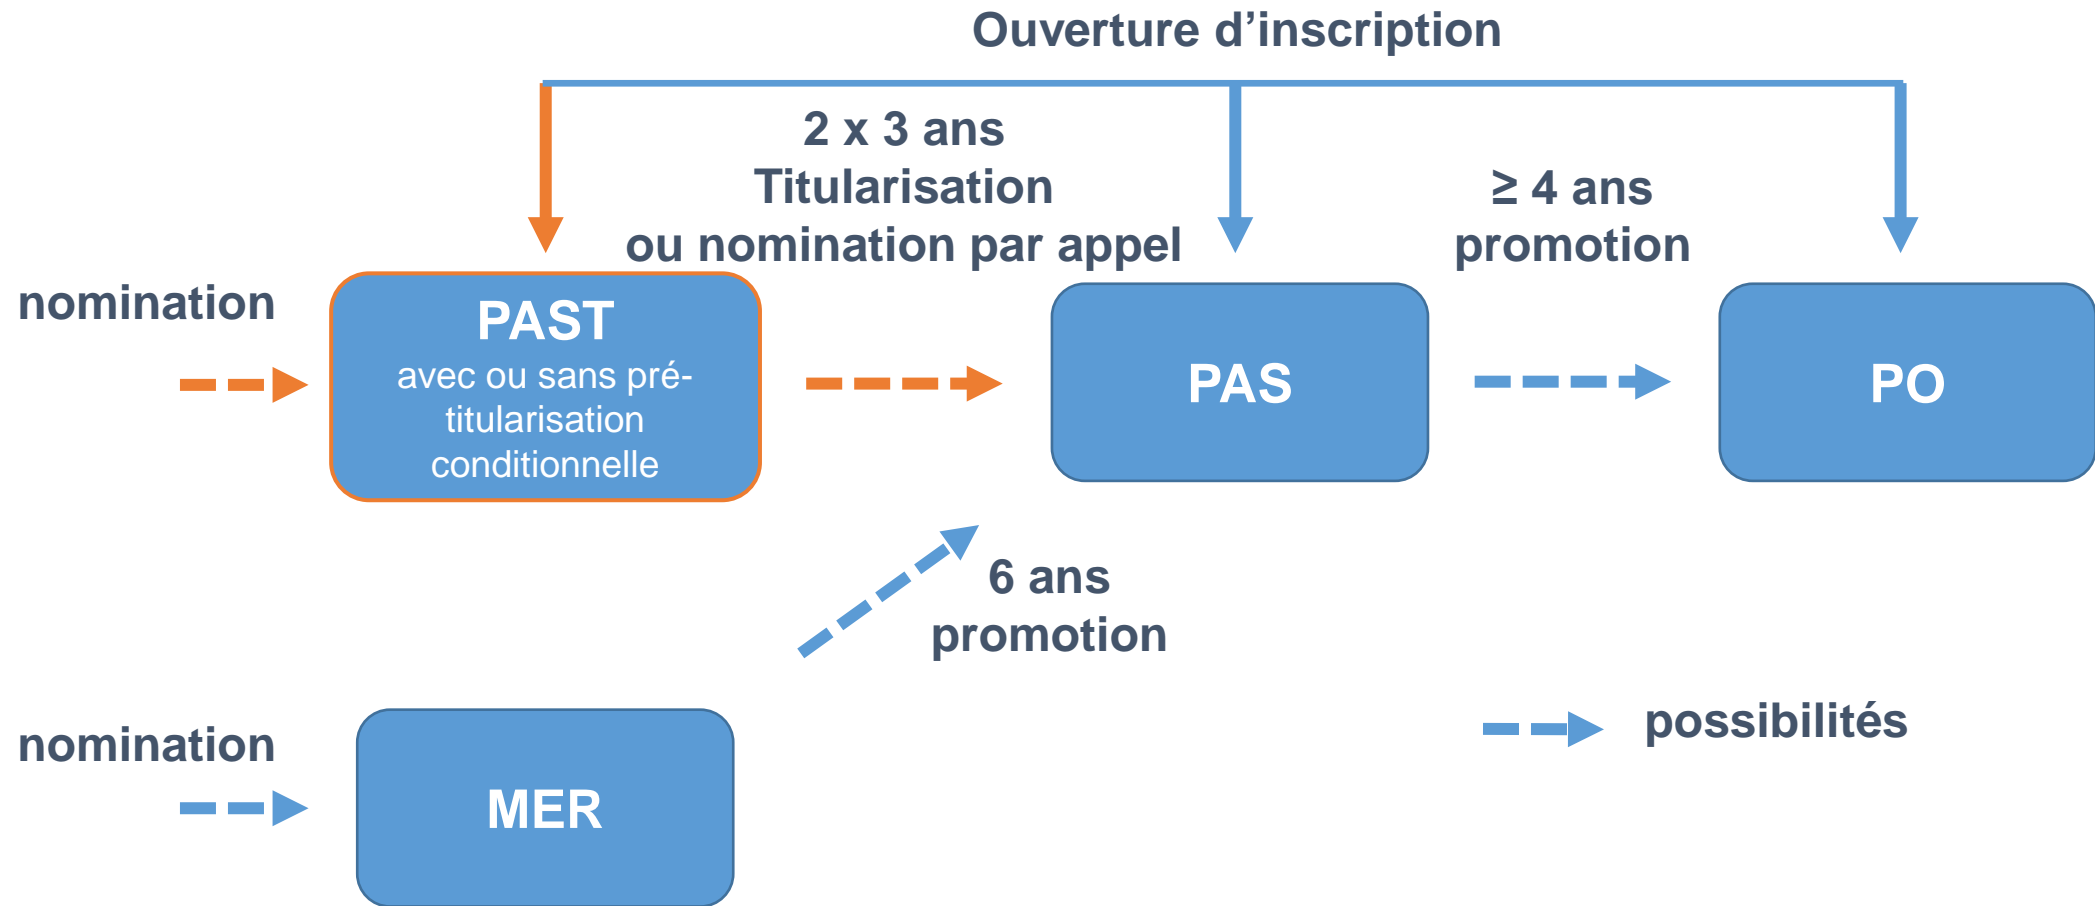 Ouverture d’inscription
2 x 3 ans
Titularisation
ou nomination par appel
≥ 4 ans
promotion
nomination
PAST
avec ou sans pré-
titularisation
conditionnelle
PAS
PO
6 ans
promotion
nomination
MER
possibilités